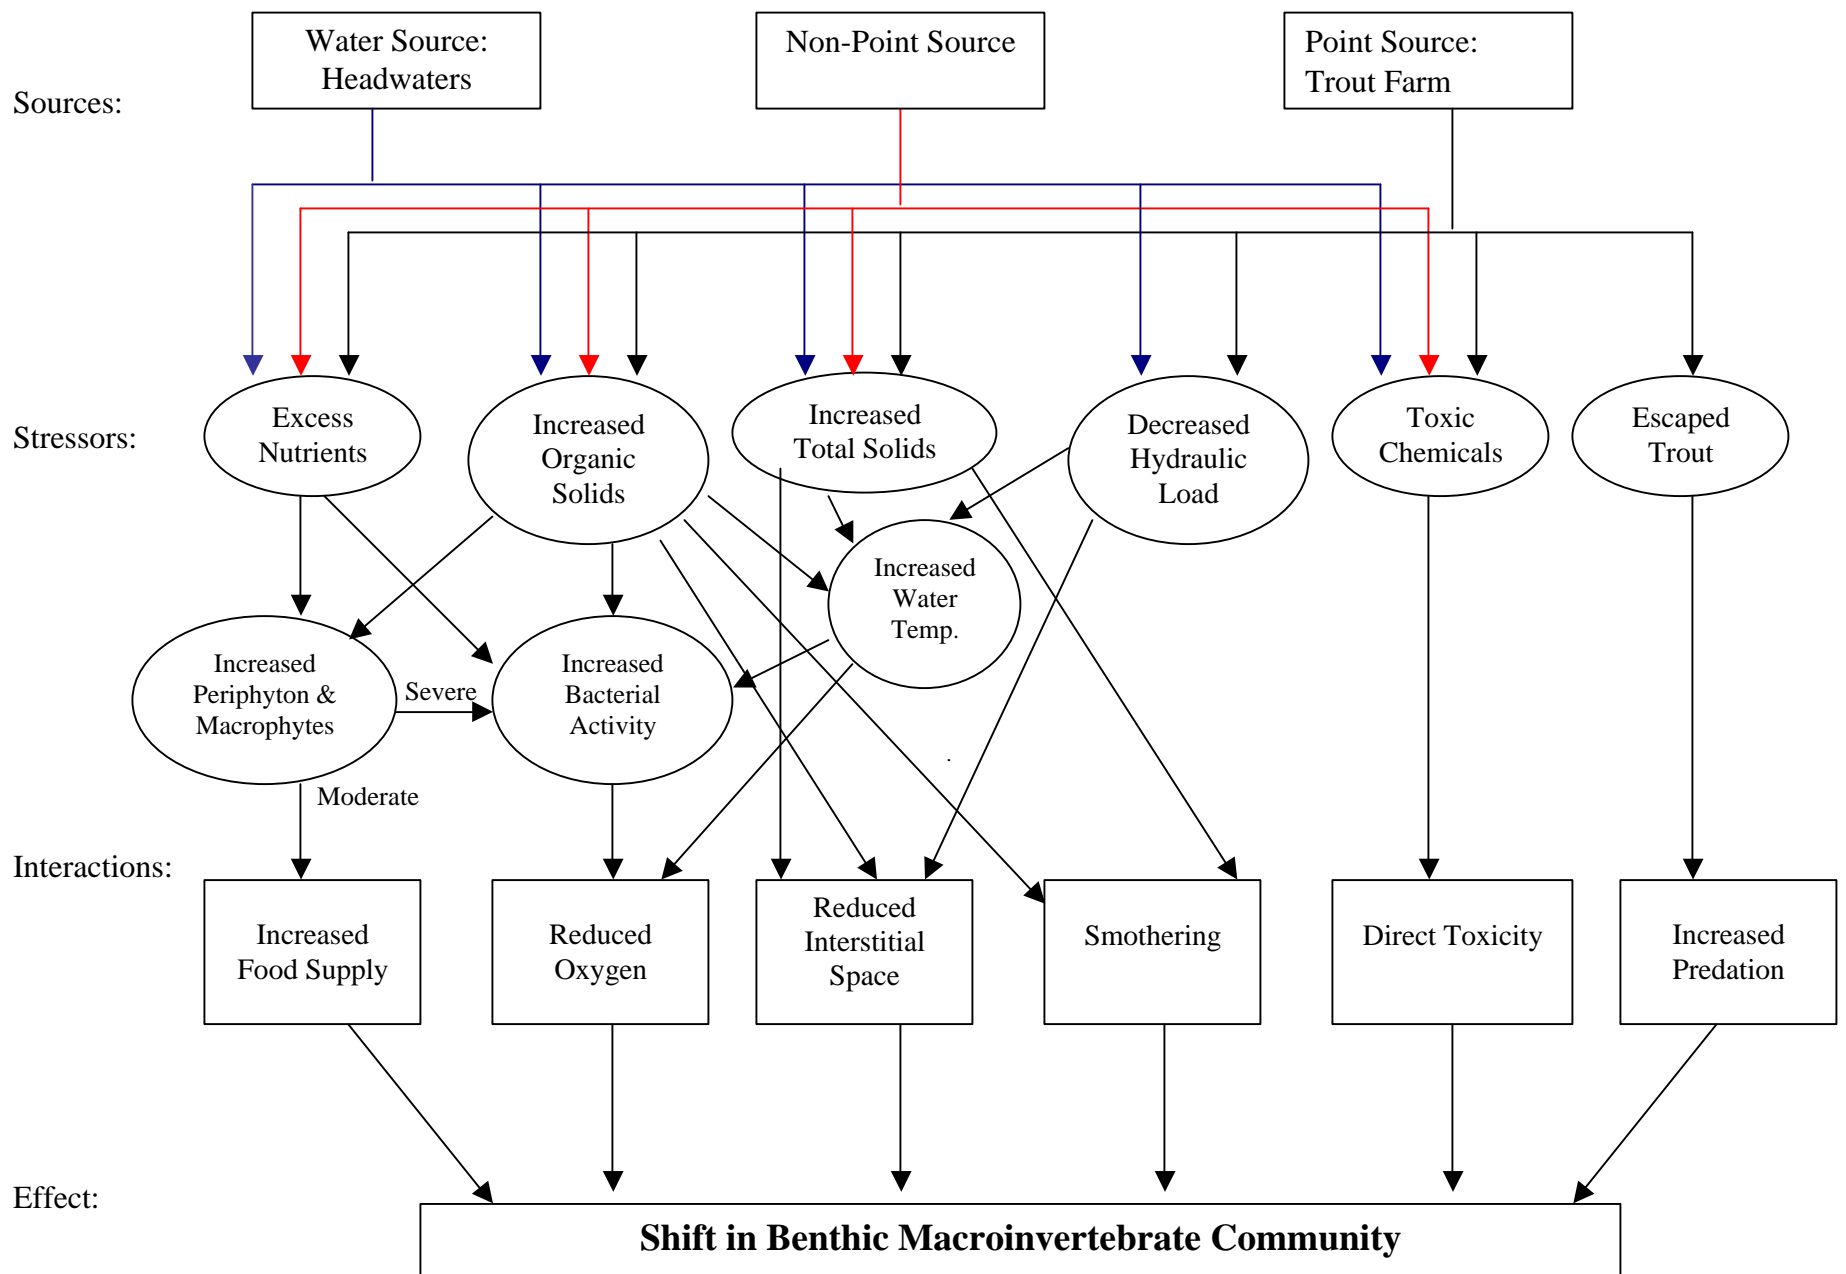 Water Source:
Headwaters
Non-Point Source
Point Source:
Trout Farm
Sources:
Stressors:
Excess
Nutrients
Increased
Organic
Solids
Increased
Total Solids
Decreased
Hydraulic
Load
Toxic
Chemicals
Escaped
Trout
Increased
Water
Temp.
Increased
Periphyton &
Macrophytes
Severe
Increased
Bacterial
Activity
Moderate
Interactions:
Increased
Food Supply
Reduced
Oxygen
Reduced
Interstitial
Space
Smothering
Direct Toxicity
Increased
Predation
Effect:
Shift in Benthic Macroinvertebrate Community